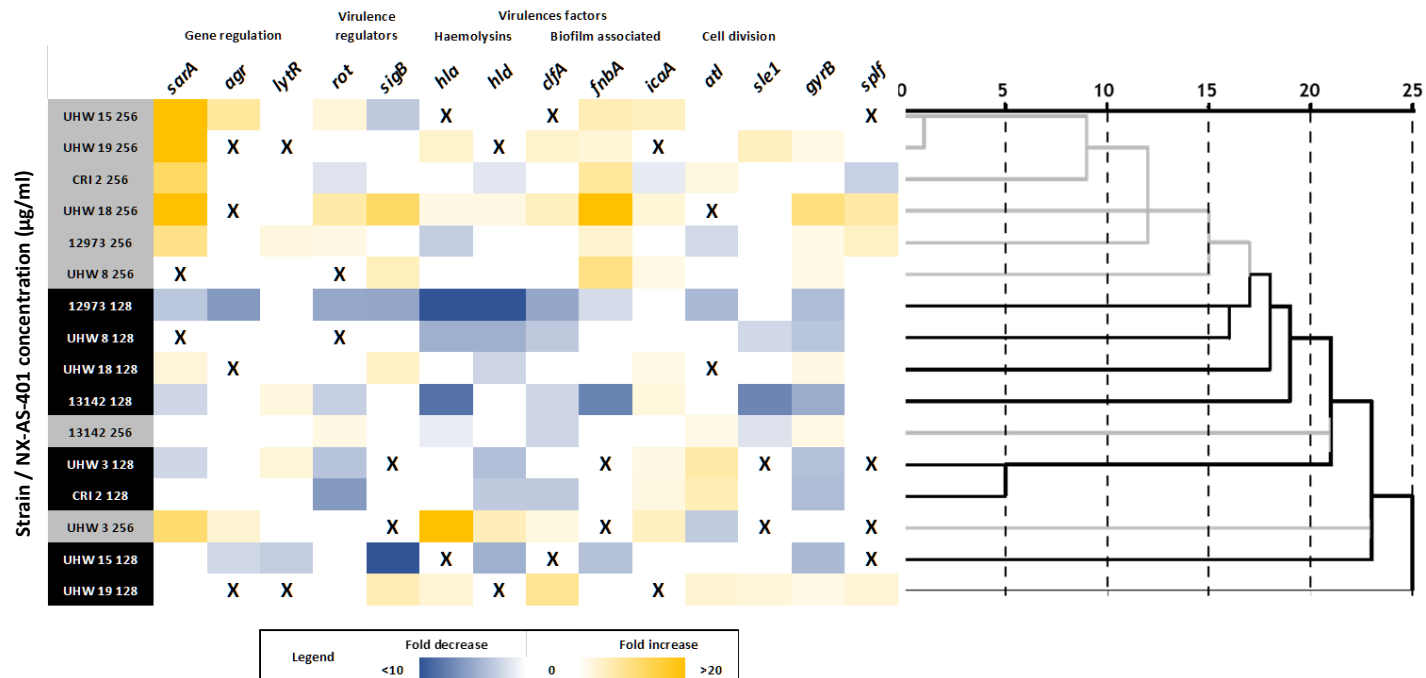 Virulence Virulences factors
Gene regulation regulators Haemolysins Biofilm associated Cell division
sarA agr lytR rot sigB hla hld clfA fnbA icaA atl sle1 gyrB splf
0 5 10 15 20 25
Strain / NX-AS-401 concentration (µg/ml)
UHW 15 256 X X X
UHW 19 256 X X X X
CRI 2 256
UHW 18 256 X X
12973 256
UHW 8 256 X X
12973 128
UHW 8 128 X X
UHW 18 128 X X
13142 128
13142 256
UHW 3 128 X X X X
CRI 2 128
UHW 3 256 X X X X
UHW 15 128 X X X
UHW 19 128 X X X X
Fold decrease Fold increase
Legend <10 0 >20